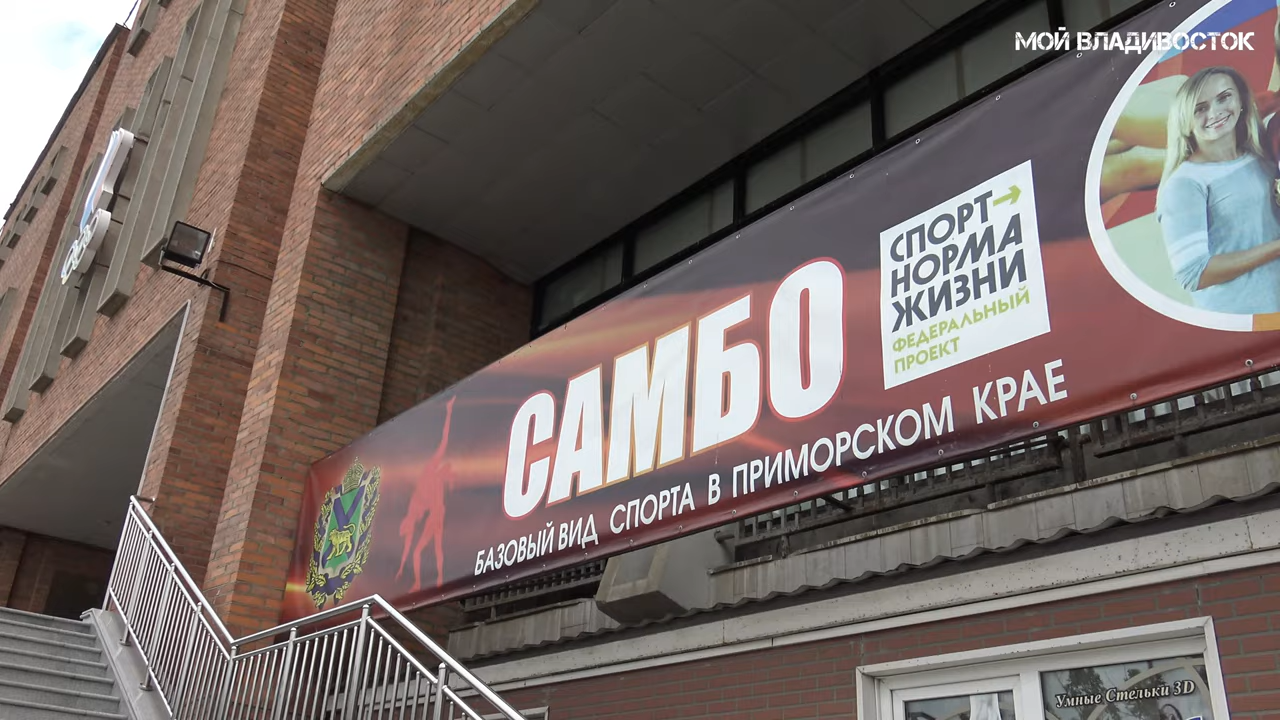 МОЙ ВЛАДИВОСТОК
САМБО
БАЗОВЫЙ ВИД СПОРТА В ПРИМОРСКОМ КРАЕ
СПОРТ
НОРМА
ЖИЗНИ
ФЕДЕРАЛЬНЫЙ
ПРОЕКТ
Умные Стельки 3D